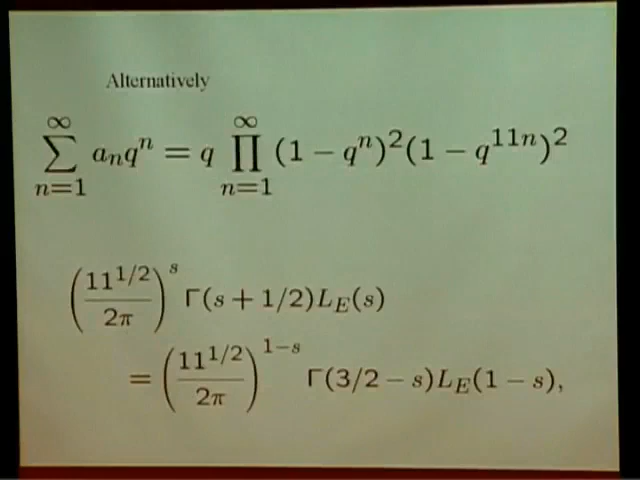 Alternatively
∑_{n=1}^{∞} a_n q^n = q ∏_{n=1}^{∞} (1 − q^n)^2 (1 − q^{11n})^2
(11^{1/2} / 2π)^s Γ(s + 1/2) L_E(s)
= (11^{1/2} / 2π)^{1−s} Γ(3/2 − s) L_E(1 − s),